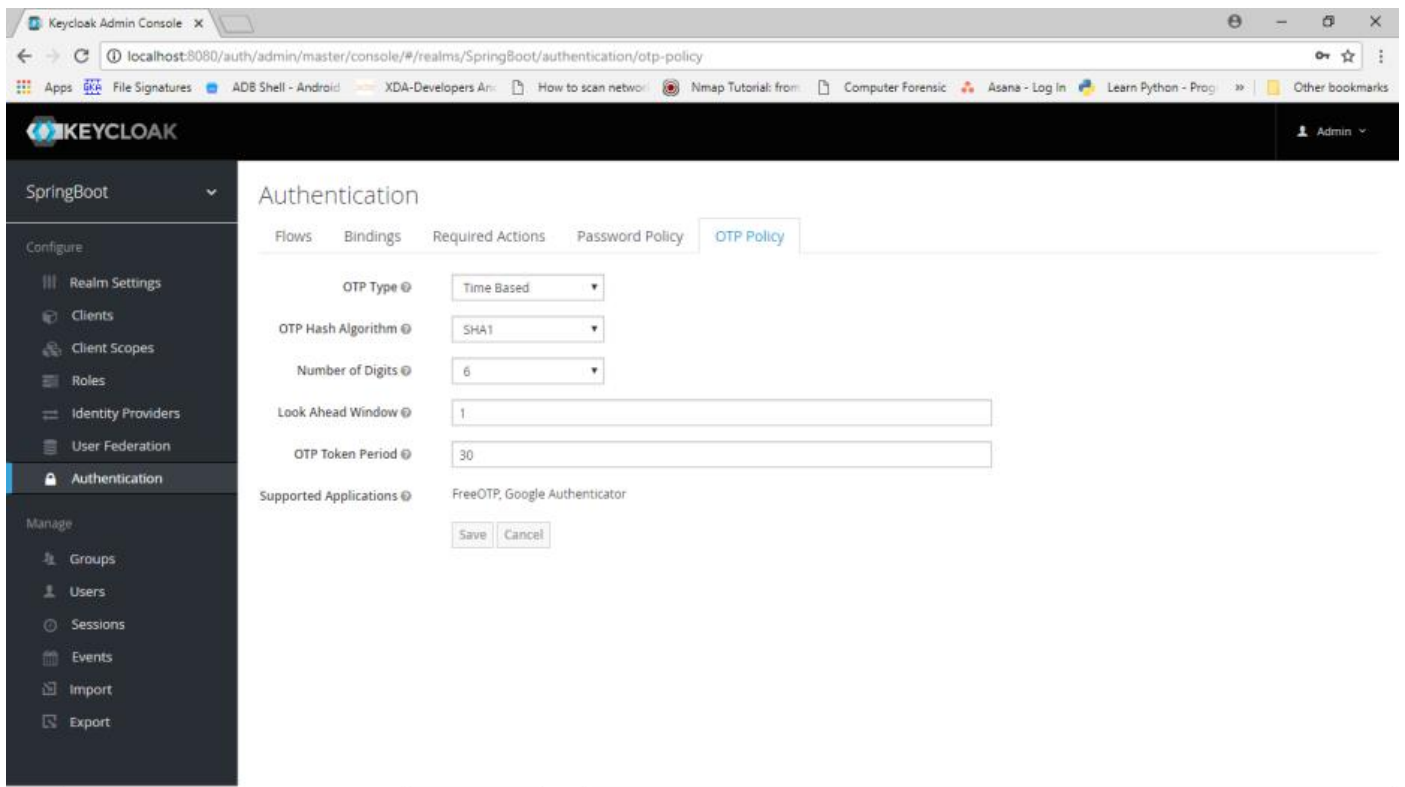 Keycloak Admin Console
localhost:8080/auth/admin/master/console/#/realms/SpringBoot/authentication/otp-policy
Apps File Signatures ADB Shell - Android XDA-Developers An How to scan networ Nmap Tutorial: from Computer Forensic Asana - Log In Learn Python - Prog » Other bookmarks
KEYCLOAK
Admin
SpringBoot
Authentication
Flows Bindings Required Actions Password Policy OTP Policy
Configure
Realm Settings
Clients
Client Scopes
Roles
Identity Providers
User Federation
Authentication
Manage
Groups
Users
Sessions
Events
Import
Export
OTP Type Time Based
OTP Hash Algorithm SHA1
Number of Digits 6
Look Ahead Window 1
OTP Token Period 30
Supported Applications FreeOTP, Google Authenticator
Save Cancel